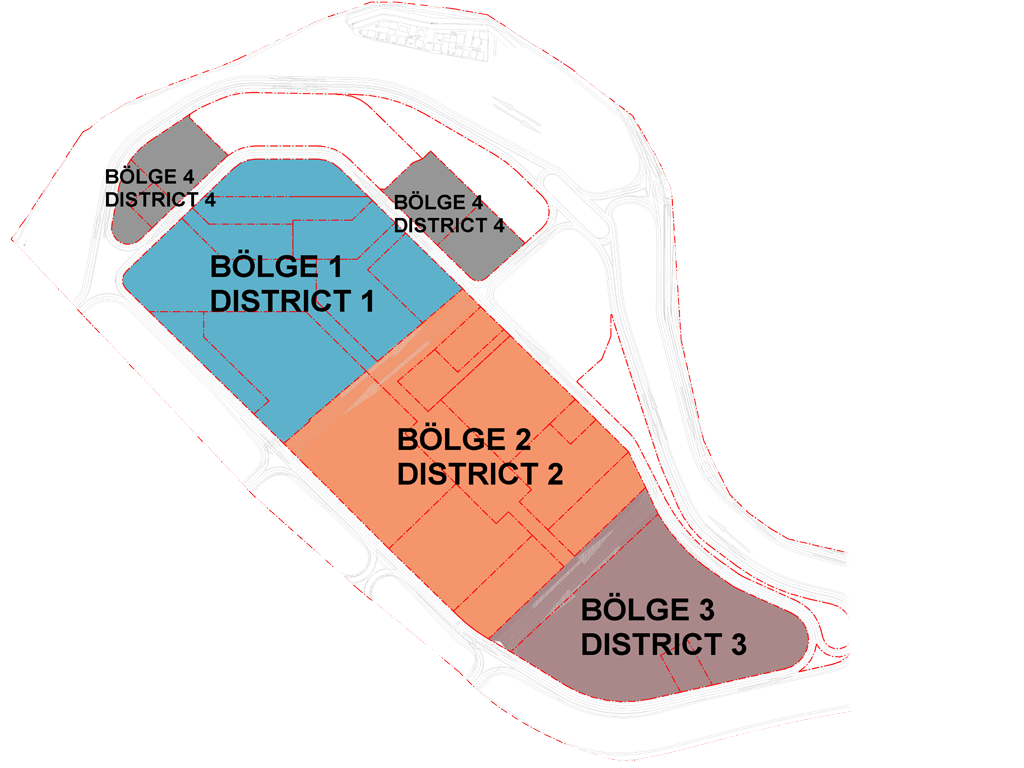 BÖLGE 4
DISTRICT 4
BÖLGE 4
DISTRICT 4
BÖLGE 1
DISTRICT 1
BÖLGE 2
DISTRICT 2
BÖLGE 3
DISTRICT 3